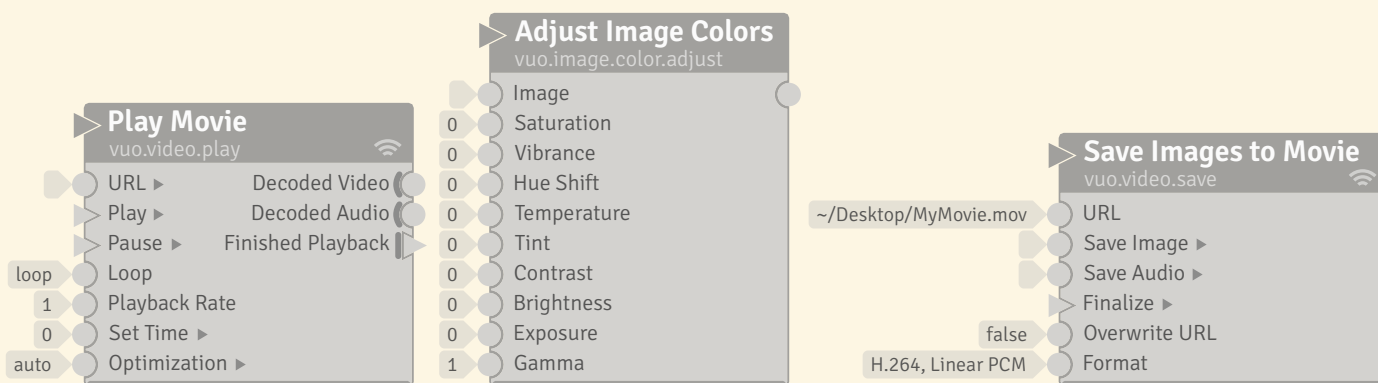 Play Movie
vuo.video.play
URL
Decoded Video
Play
Decoded Audio
Pause
Finished Playback
loop
Loop
1
Playback Rate
0
Set Time
auto
Optimization
Adjust Image Colors
vuo.image.color.adjust
Image
0
Saturation
0
Vibrance
0
Hue Shift
0
Temperature
0
Tint
0
Contrast
0
Brightness
0
Exposure
1
Gamma
Save Images to Movie
vuo.video.save
~/Desktop/MyMovie.mov
URL
Save Image
Save Audio
Finalize
false
Overwrite URL
H.264, Linear PCM
Format